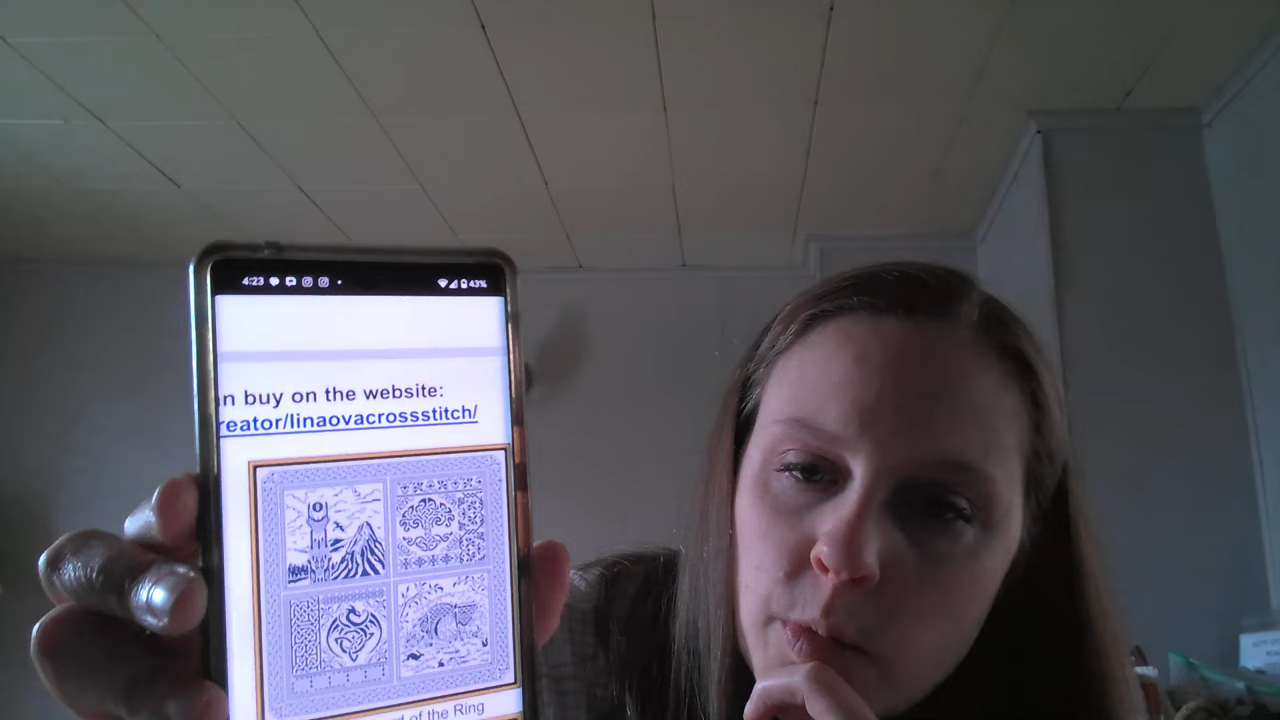 4:23 43%
n buy on the website:
reator/linaovacrossstitch/
d of the Ring